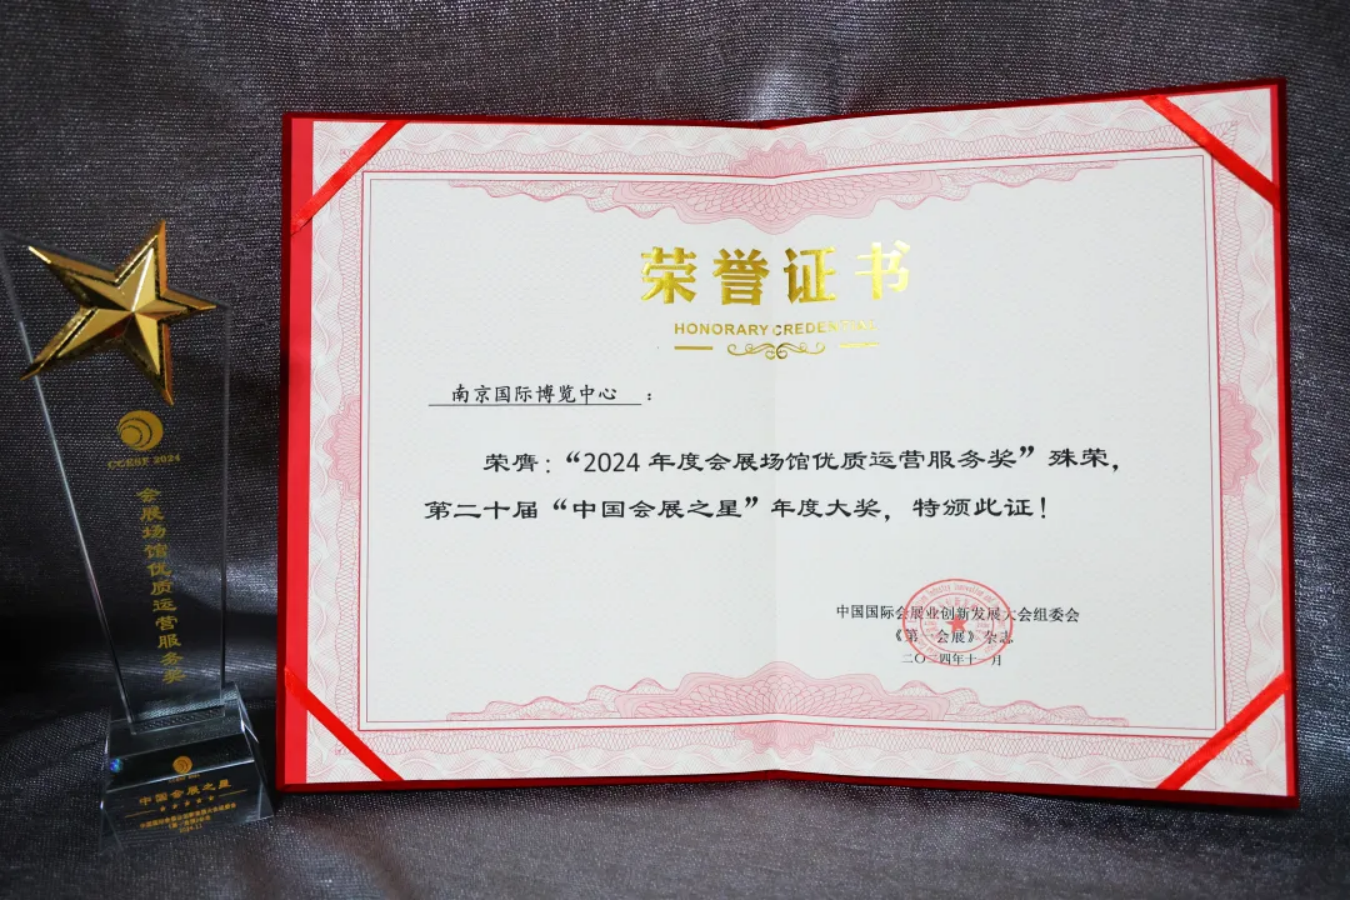 荣誉证书
HONORARY CREDENTIAL
南京国际博览中心：
荣膺：“2024 年度会展场馆优质运营服务奖”殊荣，
第二十届“中国会展之星”年度大奖，特颁此证！
中国国际会展业创新发展大会组委会
《第一会展》杂志
二〇二四年十一月
CCESF 2024
会展场馆优质运营服务奖
中国会展之星
2024.11